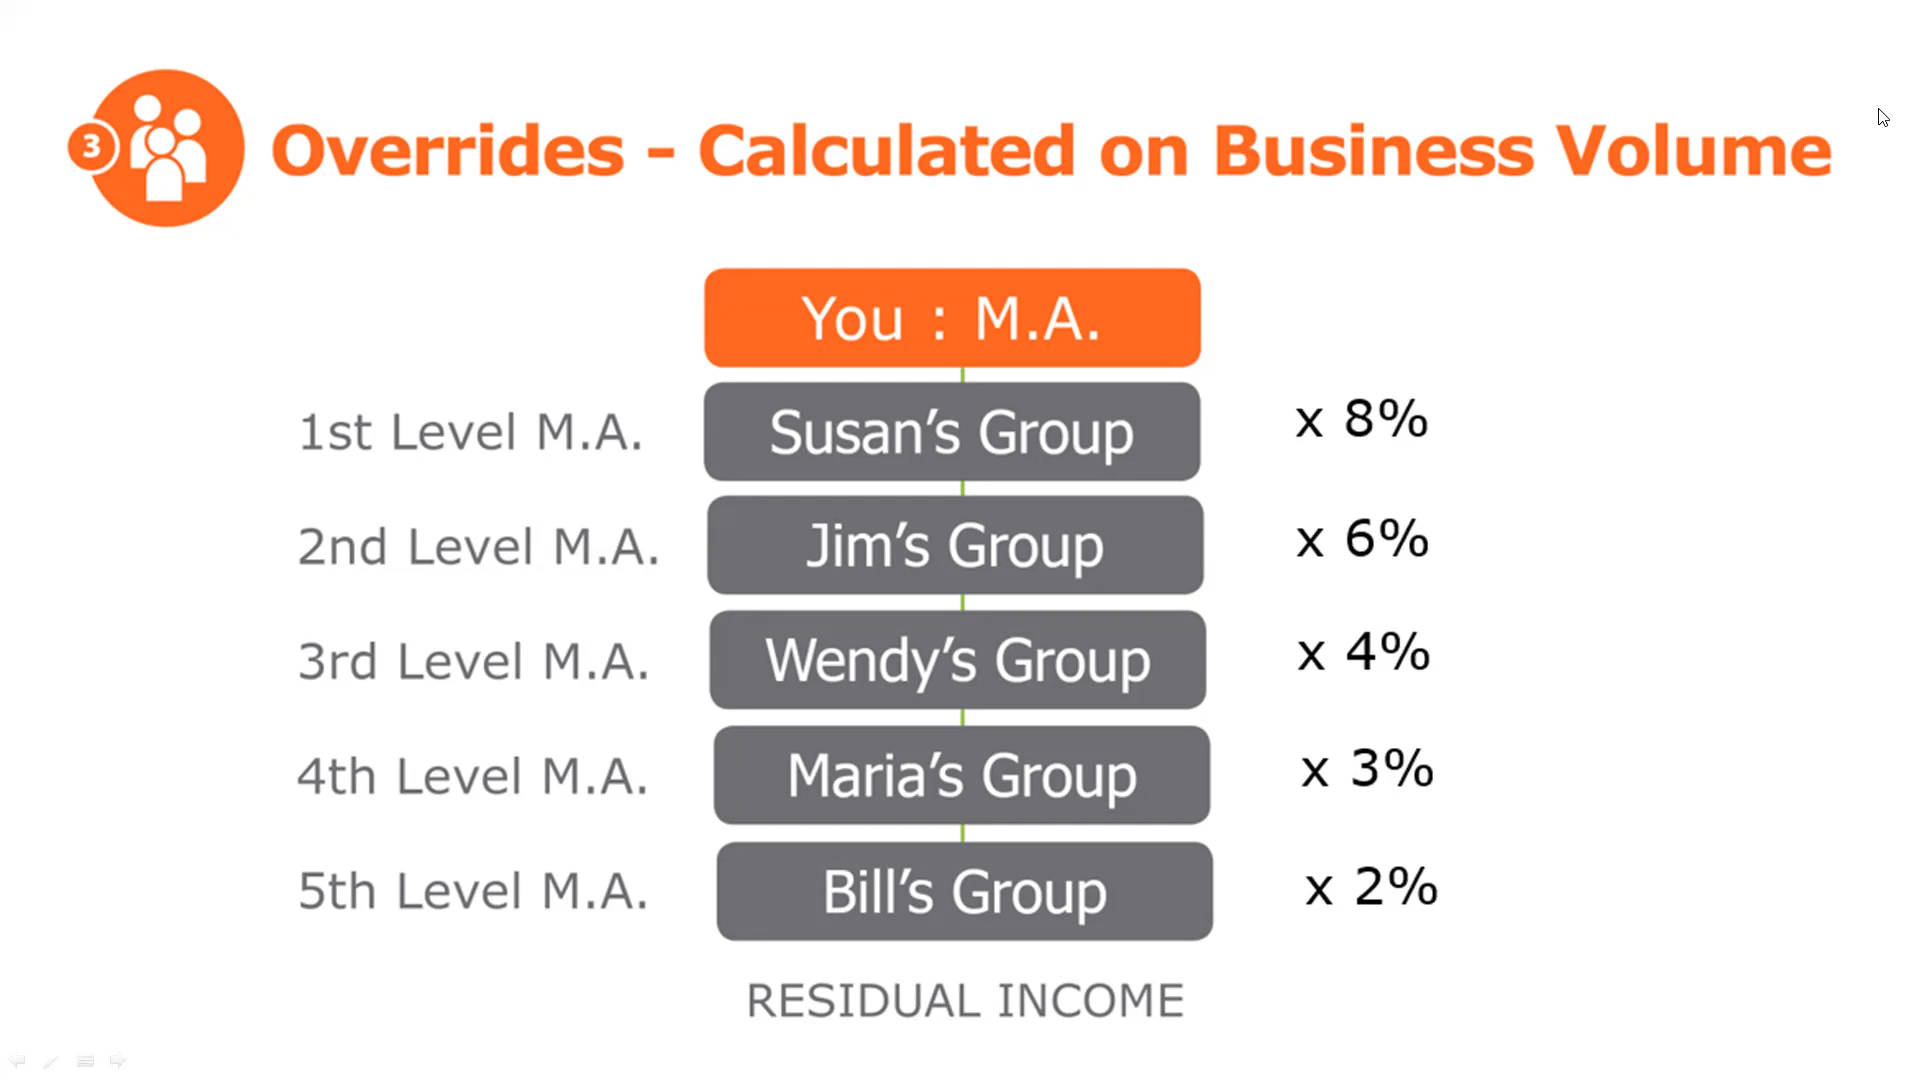 3
Overrides - Calculated on Business Volume
You : M.A.
1st Level M.A. Susan’s Group x 8%
2nd Level M.A. Jim’s Group x 6%
3rd Level M.A. Wendy’s Group x 4%
4th Level M.A. Maria’s Group x 3%
5th Level M.A. Bill’s Group x 2%
RESIDUAL INCOME